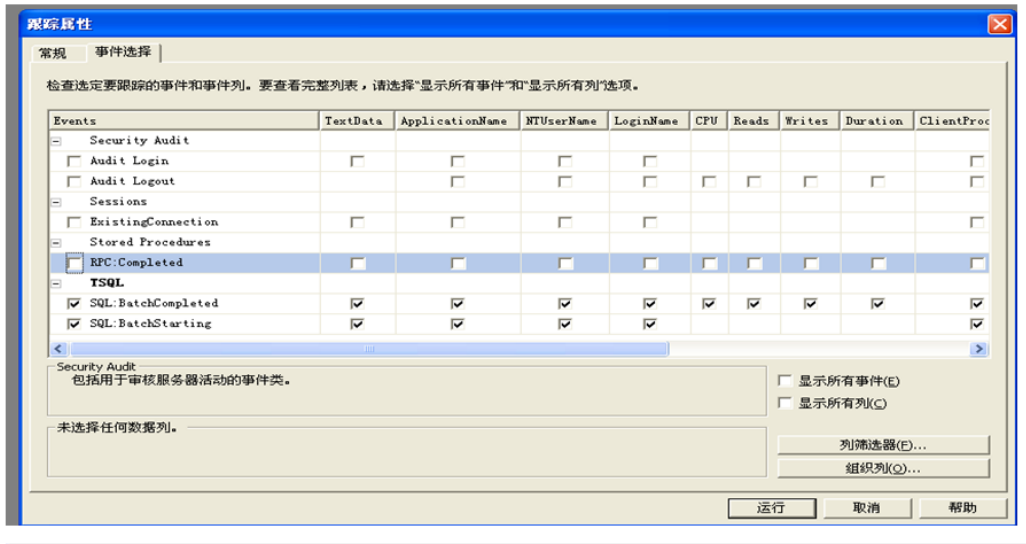 跟踪属性
常规 事件选择
检查选定要跟踪的事件和事件列。要查看完整列表，请选择“显示所有事件”和“显示所有列”选项。
Events TextData ApplicationName NTUserName LoginName CPU Reads Writes Duration ClientProc
Security Audit
Audit Login
Audit Logout
Sessions
ExistingConnection
Stored Procedures
RPC:Completed
TSQL
SQL:BatchCompleted
SQL:BatchStarting
Security Audit
包括用于审核服务器活动的事件类。
显示所有事件(E)
显示所有列(C)
未选择任何数据列。
列筛选器(F)...
组织列(O)...
运行 取消 帮助